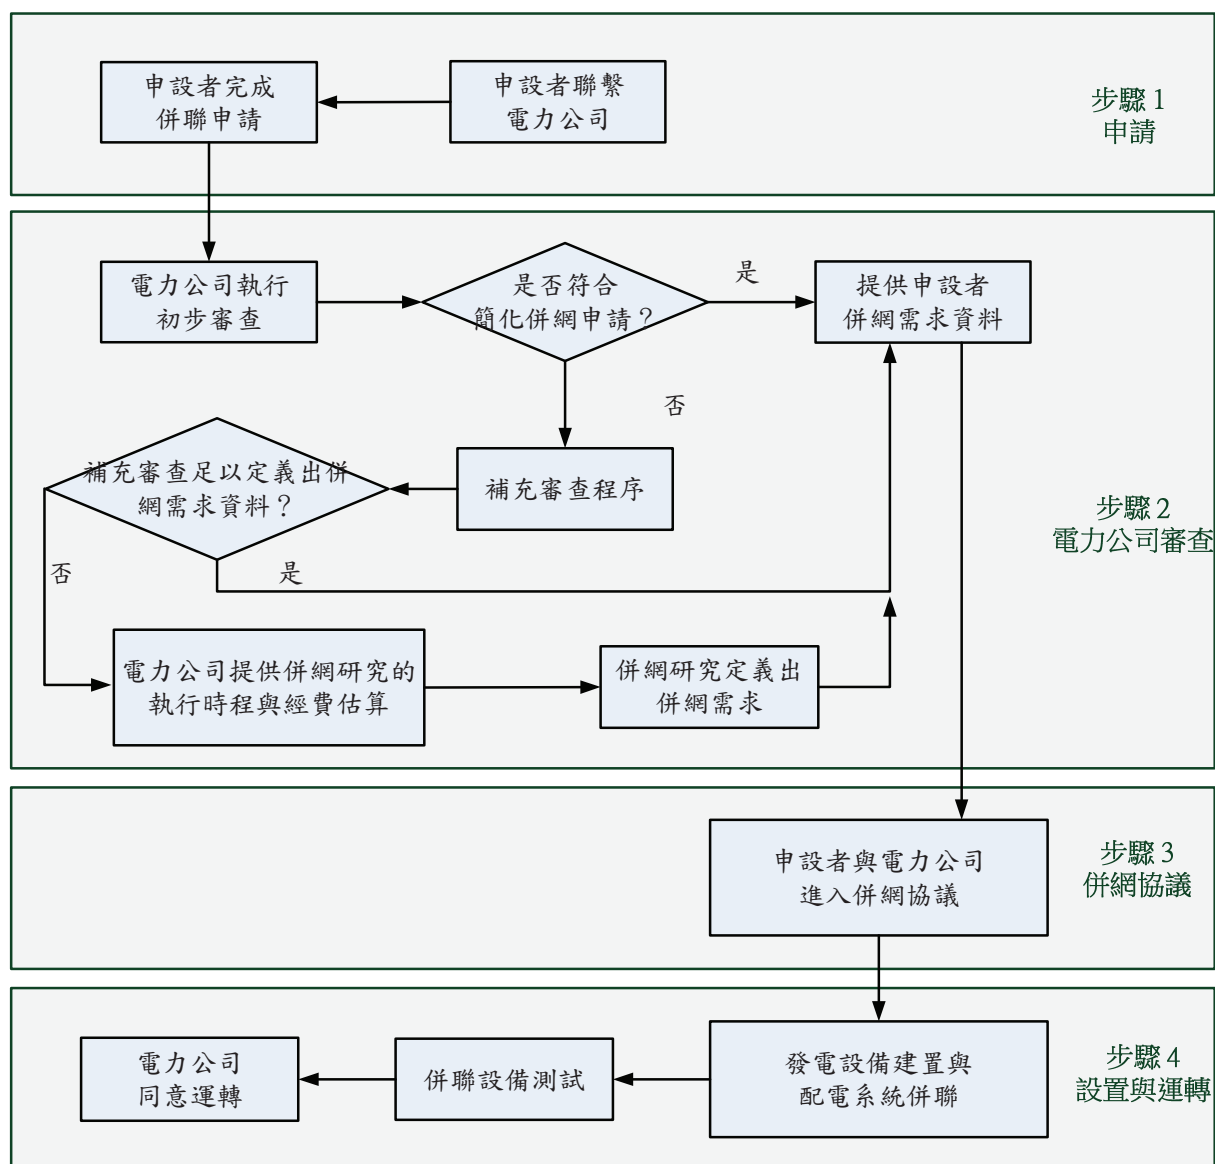 申設者完成
併聯申請
申設者聯繫
電力公司
步驟 1
申請
電力公司執行
初步審查
是否符合
簡化併網申請？
是
提供申設者
併網需求資料
否
補充審查足以定義出併
網需求資料？
補充審查程序
步驟 2
電力公司審查
否
是
電力公司提供併網研究的
執行時程與經費估算
併網研究定義出
併網需求
申設者與電力公司
進入併網協議
步驟 3
併網協議
電力公司
同意運轉
併聯設備測試
發電設備建置與
配電系統併聯
步驟 4
設置與運轉